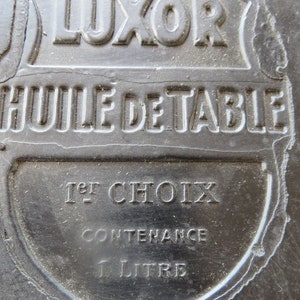 LUXOR
HUILE DE TABLE
1er CHOIX
CONTENANCE
1 LITRE